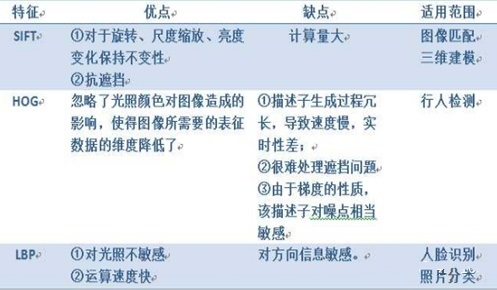 特征 优点 缺点 适用范围
SIFT ①对于旋转、尺度缩放、亮度 计算量大 图像匹配
变化保持不变性 三维建模
②抗遮挡
HOG 忽略了光照颜色对图像造成的 ①描述子生成过程冗 行人检测
影响，使得图像所需要的表征 长，导致速度慢，实
数据的维度降低了 时性差；
②很难处理遮挡问题
③由于梯度的性质，
该描述子对噪点相当
敏感
LBP ①对光照不敏感 对方向信息敏感。 人脸识别
②运算速度快 照片分类